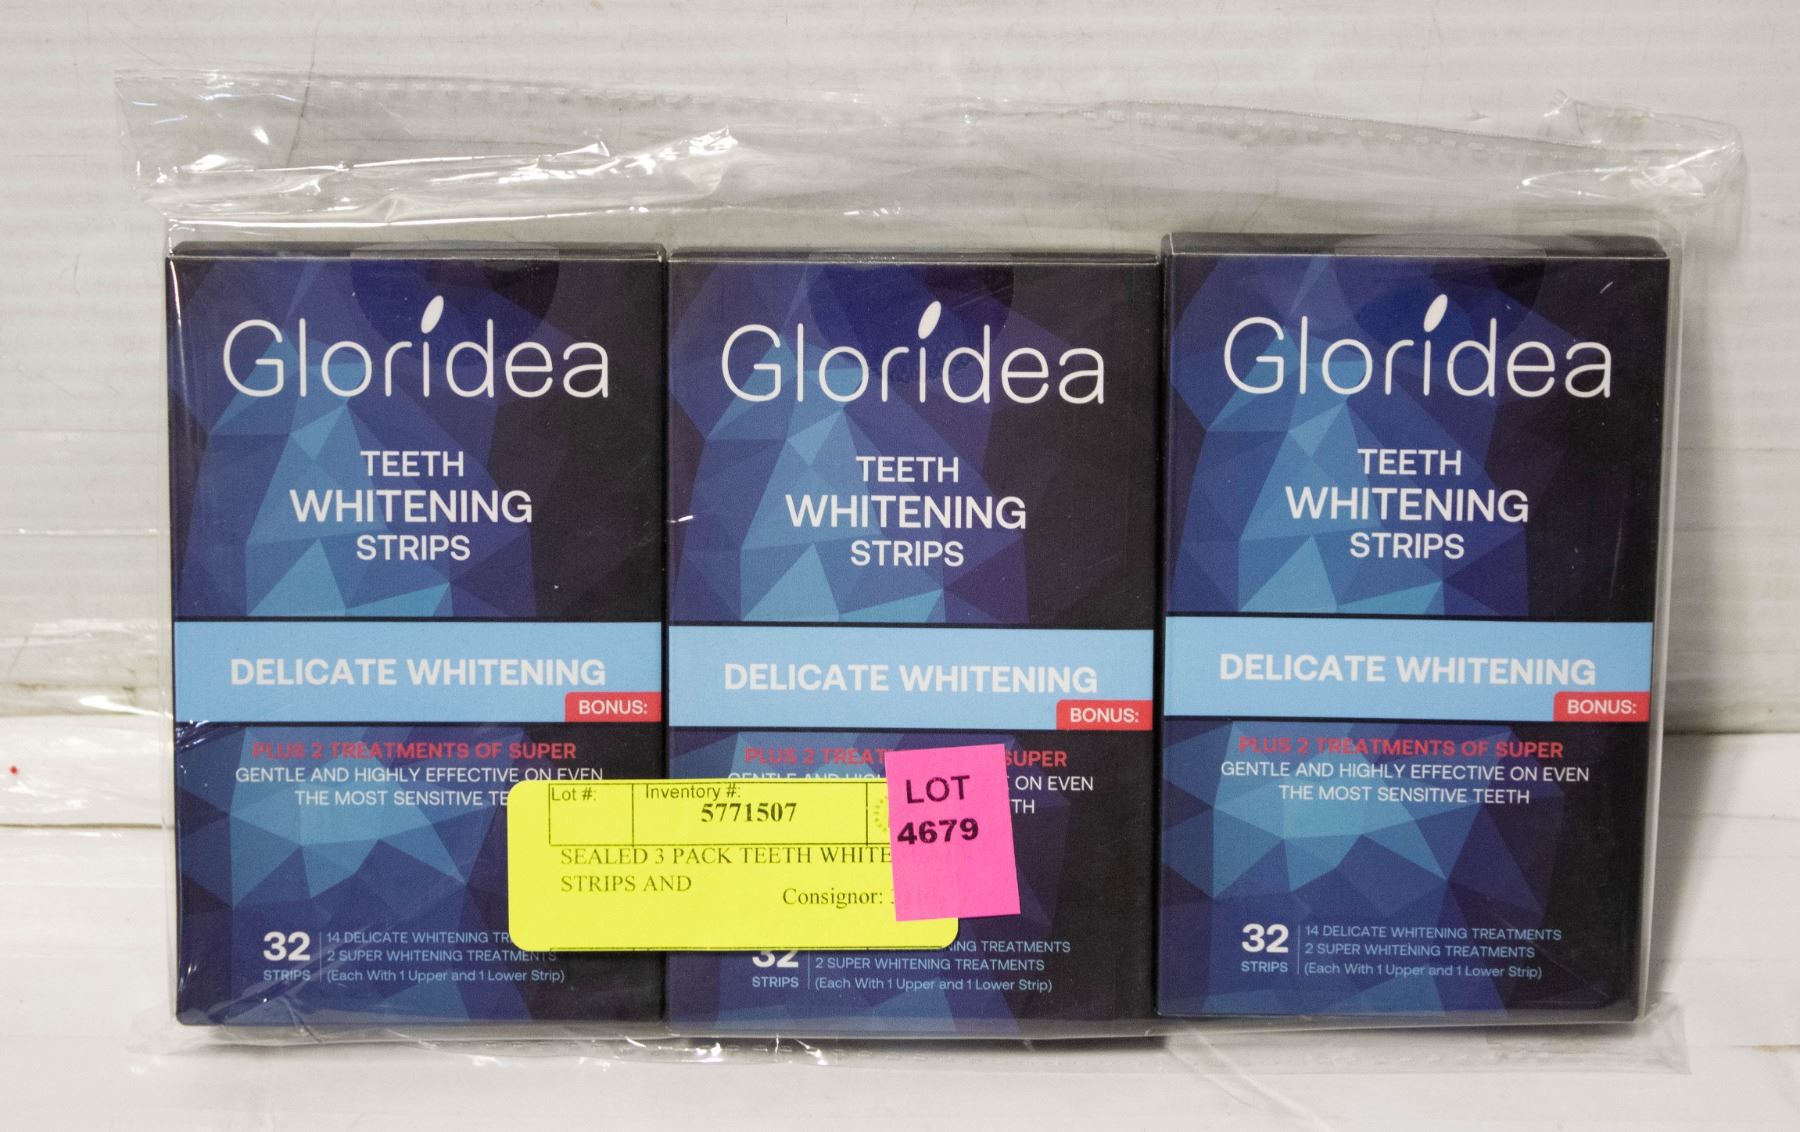 Gloridea
TEETH
WHITENING
STRIPS
DELICATE WHITENING
BONUS:
PLUS 2 TREATMENTS OF SUPER
GENTLE AND HIGHLY EFFECTIVE ON EVEN
THE MOST SENSITIVE
32
STRIPS
14 DELICATE WHITENING
2 SUPER WHITENING TREATMENTS
(Each With 1 Upper and 1 Lower Strip)
Gloridea
TEETH
WHITENING
STRIPS
DELICATE WHITENING
BONUS:
PLUS 2 SUPER
GENTLE AND ON EVEN
32
STRIPS
TREATMENTS
2 SUPER WHITENING TREATMENTS
(Each With 1 Upper and 1 Lower Strip)
Gloridea
TEETH
WHITENING
STRIPS
DELICATE WHITENING
BONUS:
PLUS 2 TREATMENTS OF SUPER
GENTLE AND HIGHLY EFFECTIVE ON EVEN
THE MOST SENSITIVE TEETH
32
STRIPS
14 DELICATE WHITENING TREATMENTS
2 SUPER WHITENING TREATMENTS
(Each With 1 Upper and 1 Lower Strip)
Lot #:
Inventory #:
5771507
SEALED 3 PACK TEETH WHITE
STRIPS AND
Consignor:
LOT
4679